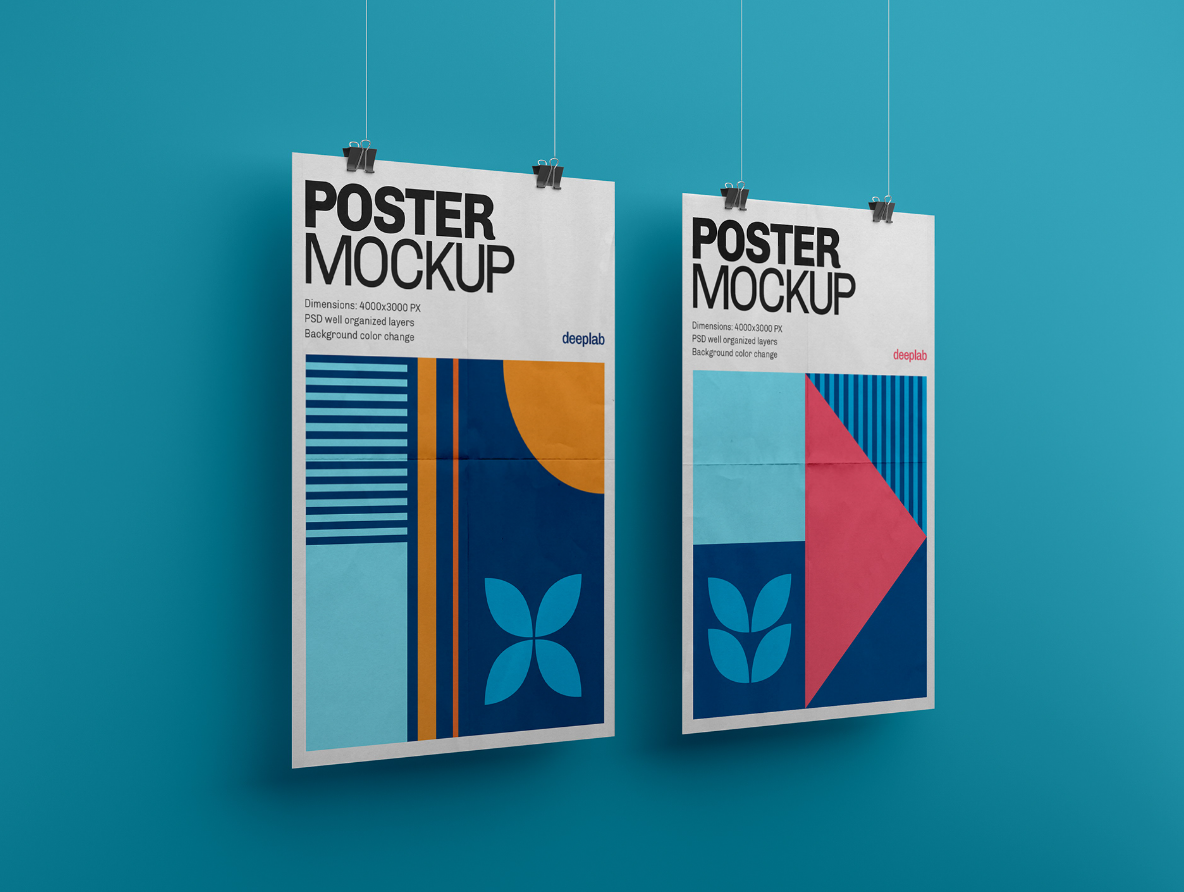 POSTER
MOCKUP
Dimensions: 4000x3000 PX
PSD well organized layers
Background color change
deeplab
POSTER
MOCKUP
Dimensions: 4000x3000 PX
PSD well organized layers
Background color change
deeplab